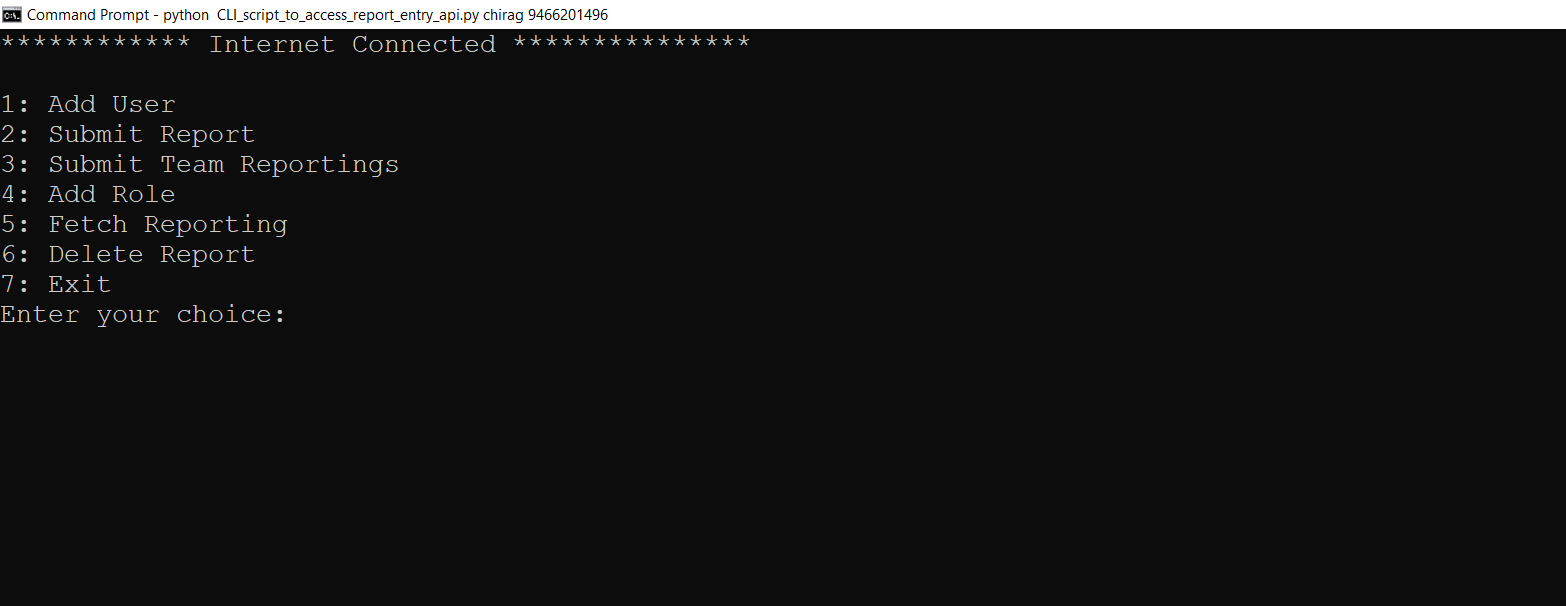 Command Prompt - python  CLI_script_to_access_report_entry_api.py chirag 9466201496
************ Internet Connected ***************
1: Add User
2: Submit Report
3: Submit Team Reportings
4: Add Role
5: Fetch Reporting
6: Delete Report
7: Exit
Enter your choice: